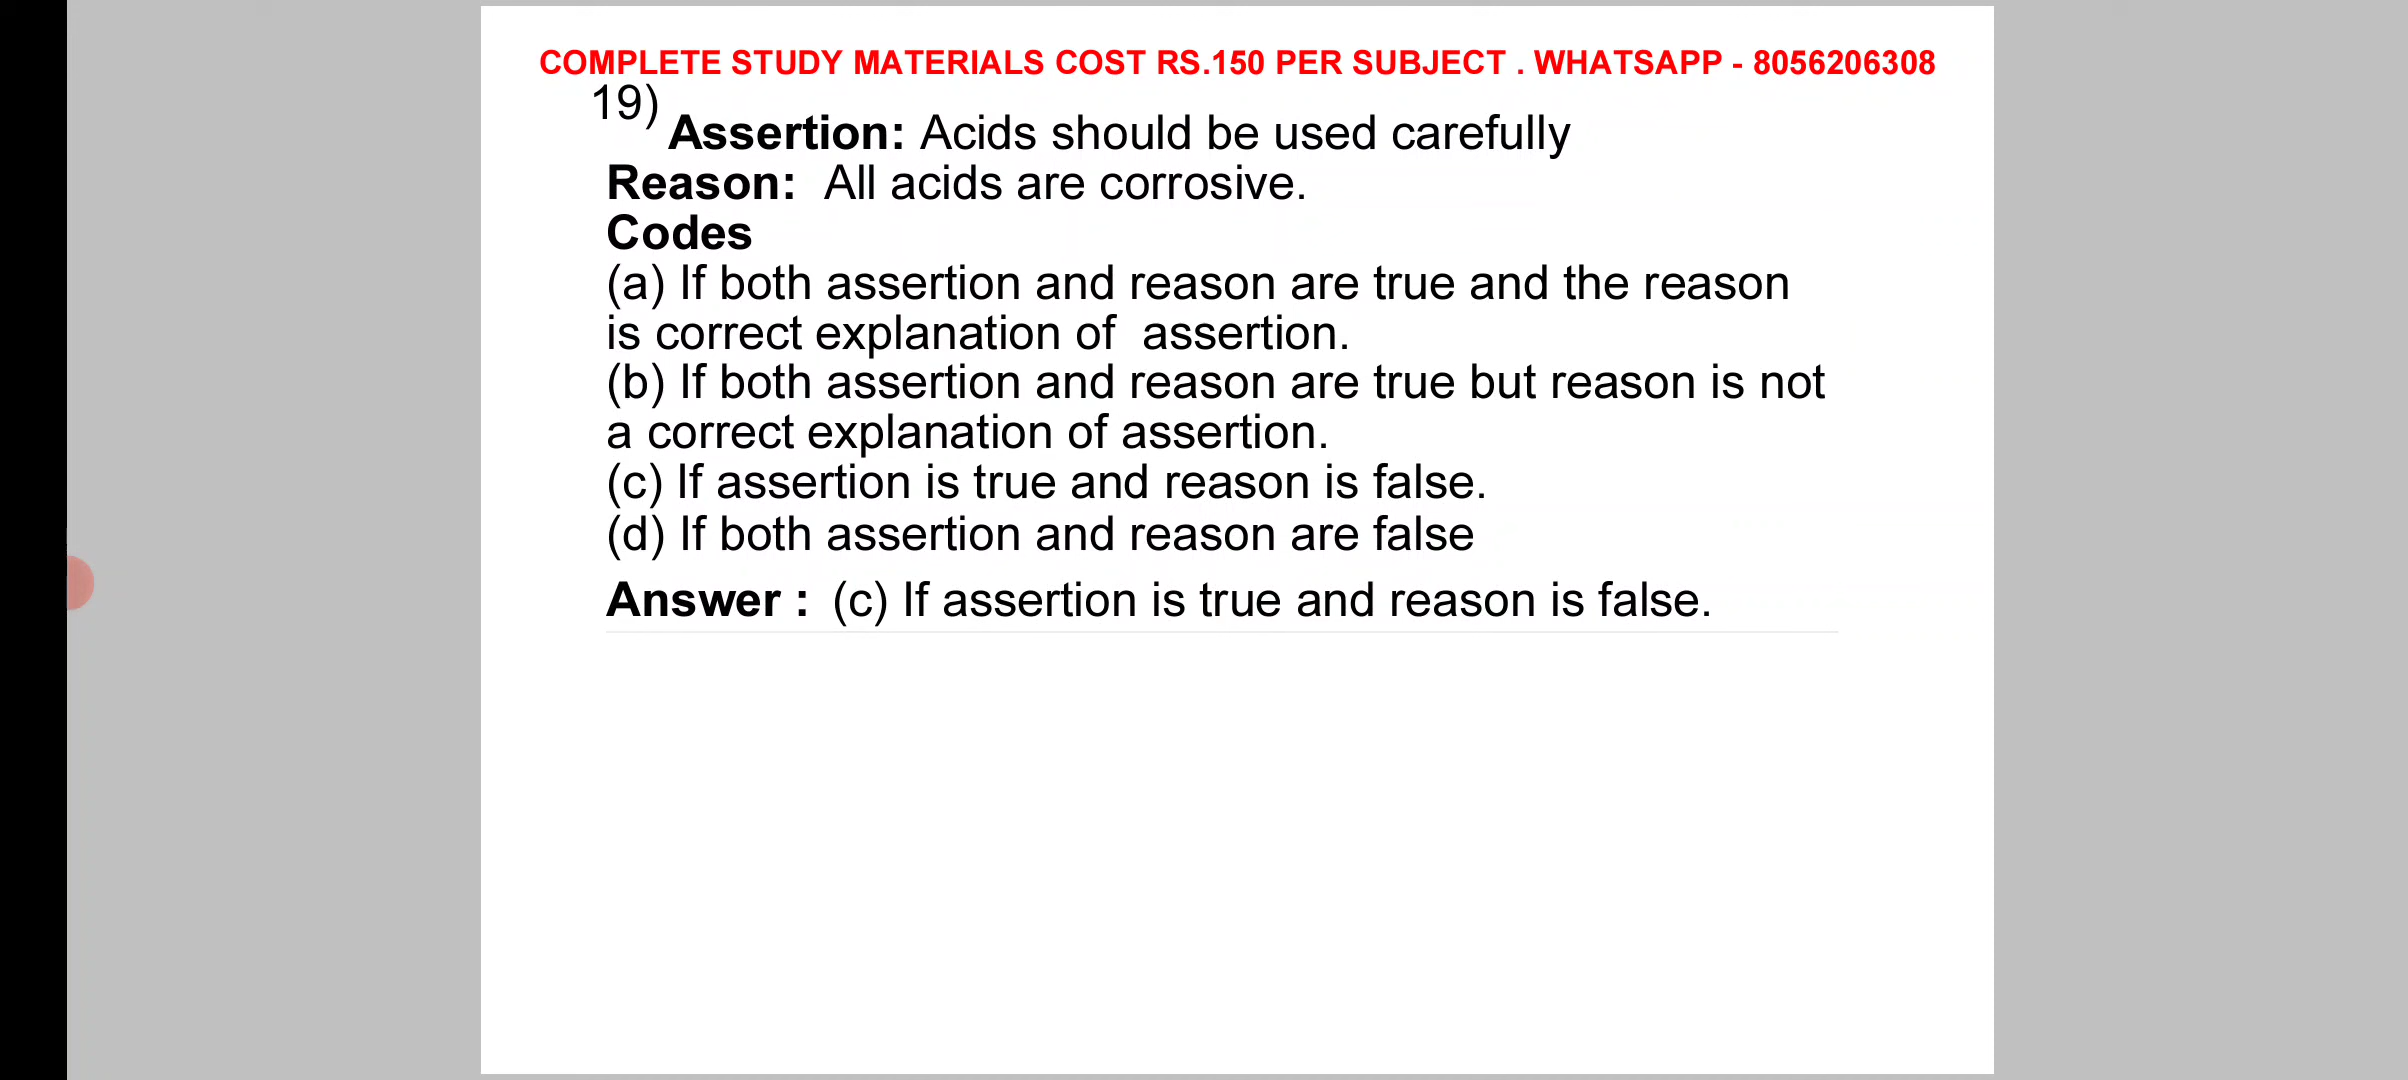 COMPLETE STUDY MATERIALS COST RS.150 PER SUBJECT . WHATSAPP - 8056206308
19)
Assertion: Acids should be used carefully
Reason: All acids are corrosive.
Codes
(a) If both assertion and reason are true and the reason
is correct explanation of assertion.
(b) If both assertion and reason are true but reason is not
a correct explanation of assertion.
(c) If assertion is true and reason is false.
(d) If both assertion and reason are false
Answer : (c) If assertion is true and reason is false.